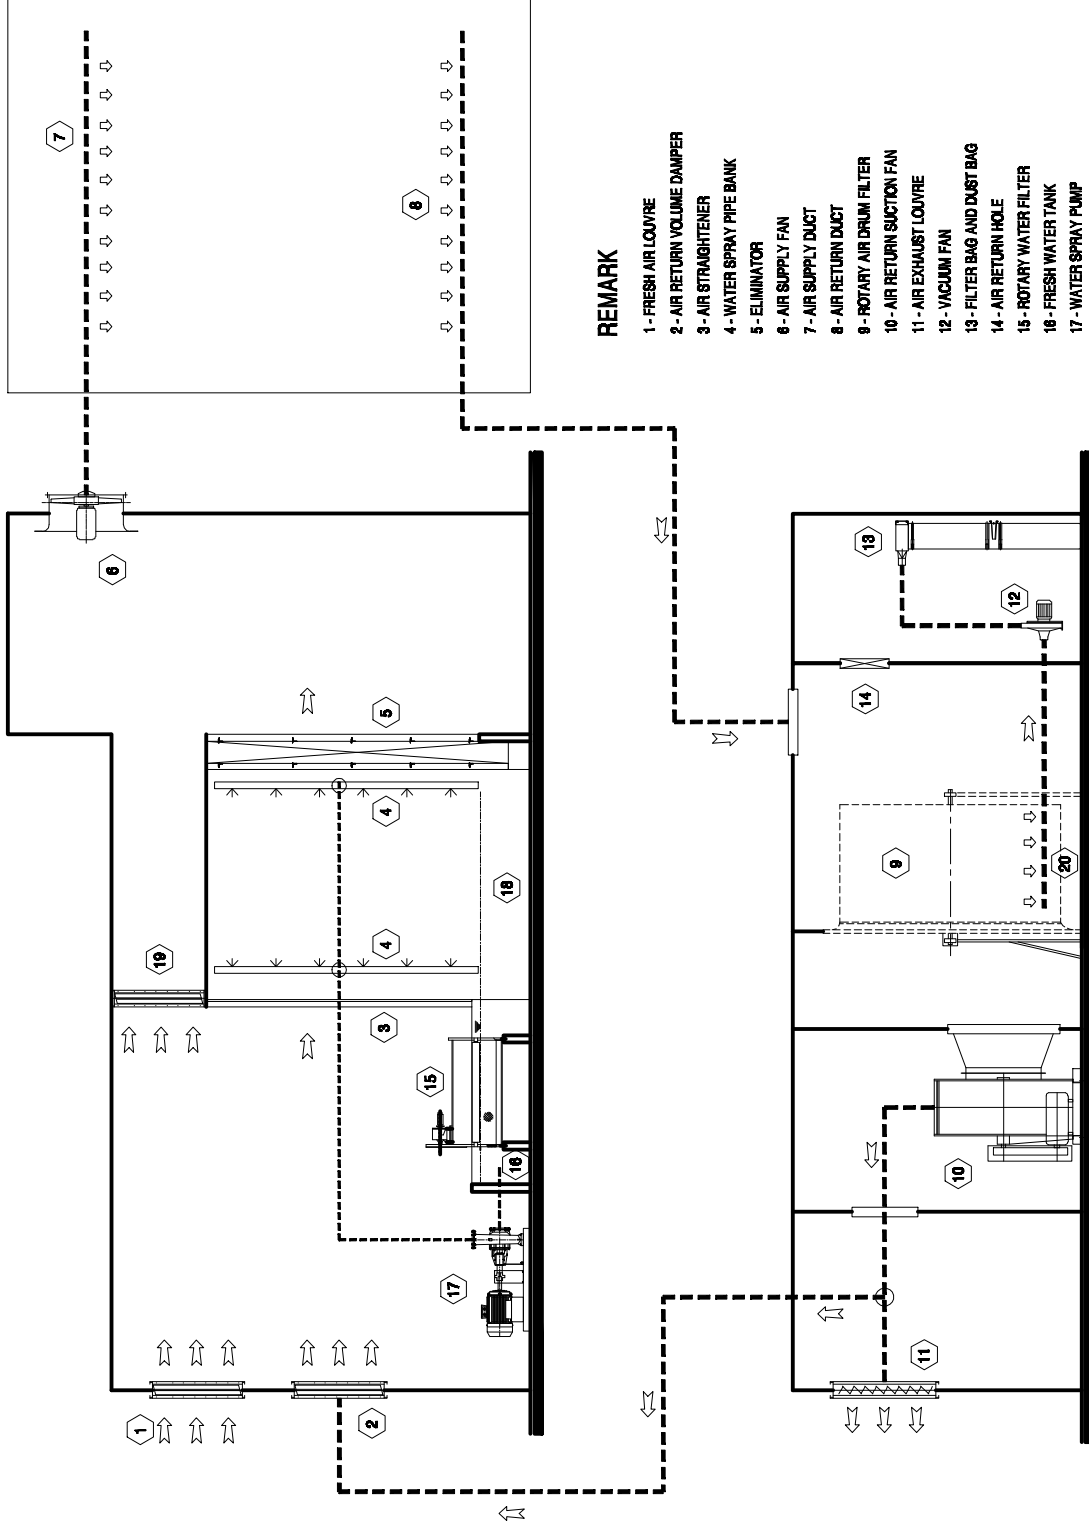 7
8
6
19
5
4
4
3
18
15
16
17
1
2
13
12
14
9
20
10
11
REMARK
1 - FRESH AIR LOUVRE
2 - AIR RETURN VOLUME DAMPER
3 - AIR STRAIGHTENER
4 - WATER SPRAY PIPE BANK
5 - ELIMINATOR
6 - AIR SUPPLY FAN
7 - AIR SUPPLY DUCT
8 - AIR RETURN DUCT
9 - ROTARY AIR DRUM FILTER
10 - AIR RETURN SUCTION FAN
11 - AIR EXHAUST LOUVRE
12 - VACUUM FAN
13 - FILTER BAG AND DUST BAG
14 - AIR RETURN HOLE
15 - ROTARY WATER FILTER
16 - FRESH WATER TANK
17 - WATER SPRAY PUMP